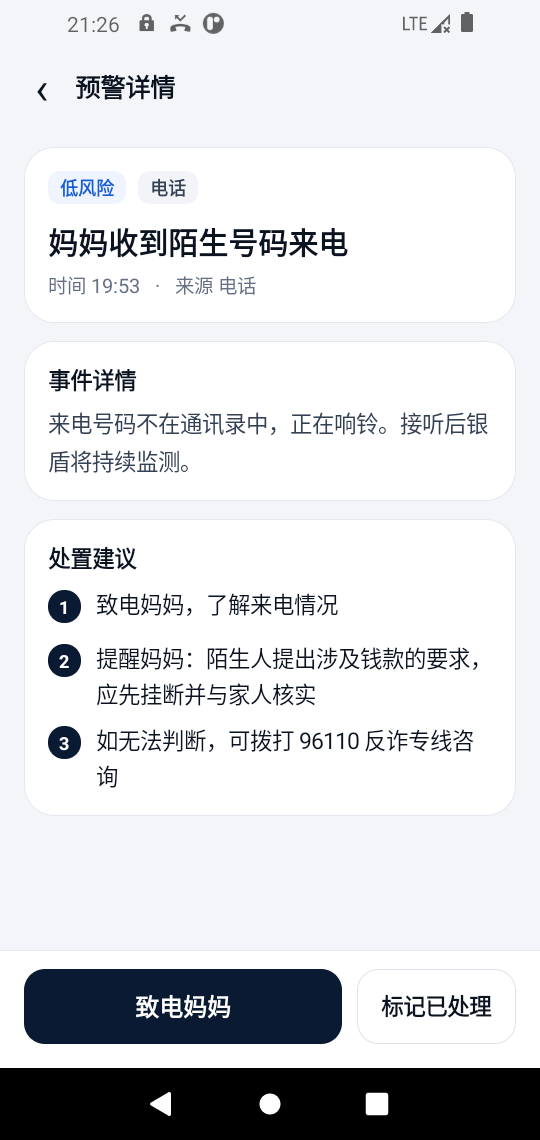 21:26
LTE
预警详情
低风险 电话
妈妈收到陌生号码来电
时间 19:53 · 来源 电话
事件详情
来电号码不在通讯录中，正在响铃。接听后银
盾将持续监测。
处置建议
1 致电妈妈，了解来电情况
2 提醒妈妈：陌生人提出涉及钱款的要求，
应先挂断并与家人核实
3 如无法判断，可拨打 96110 反诈专线咨
询
致电妈妈 标记已处理